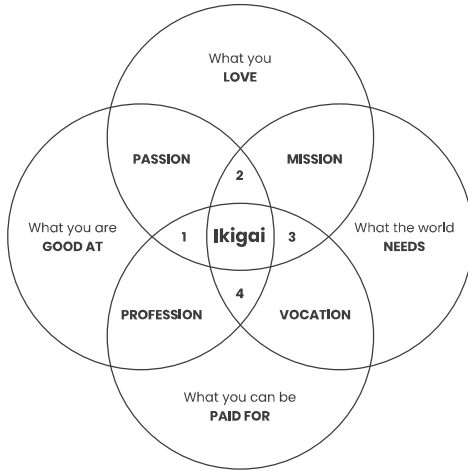 What you
LOVE
PASSION
MISSION
2
What you are
GOOD AT
1
Ikigai
3
What the world
NEEDS
4
PROFESSION
VOCATION
What you can be
PAID FOR